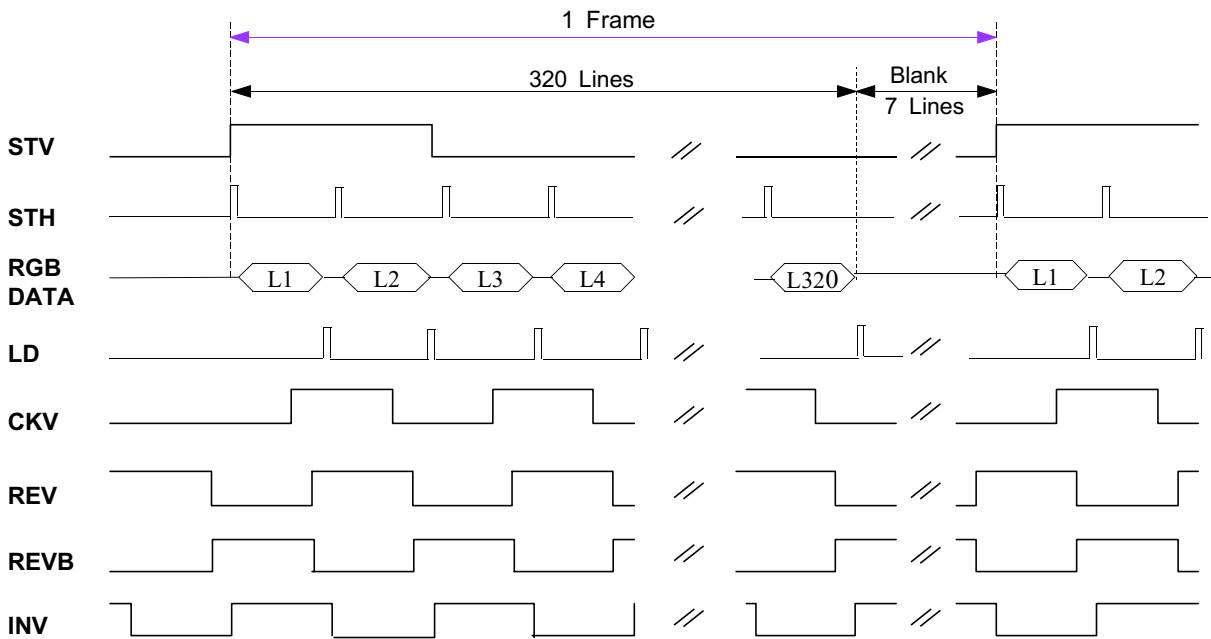 1 Frame
320 Lines
Blank
7 Lines
STV
STH
RGB
DATA
L1 L2 L3 L4 L320 L1 L2
LD
CKV
REV
REVB
INV